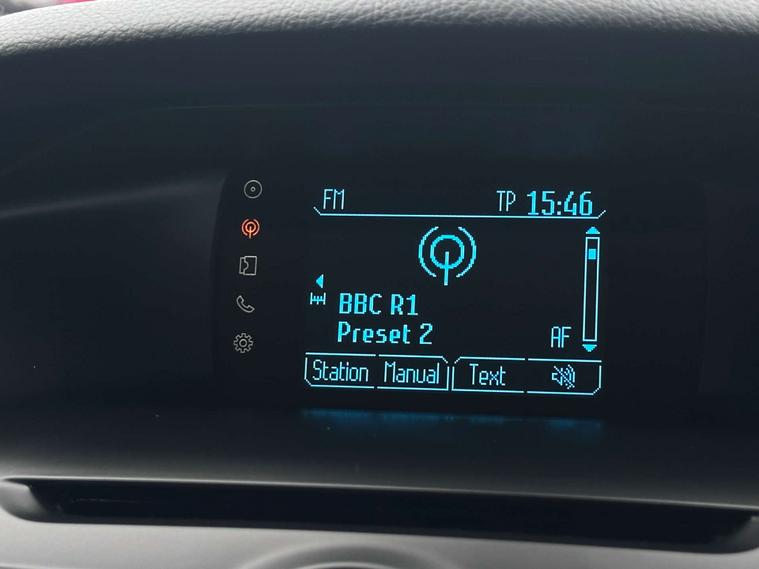 FM TP 15:46
BBC R1
Preset 2 AF
Station Manual Text